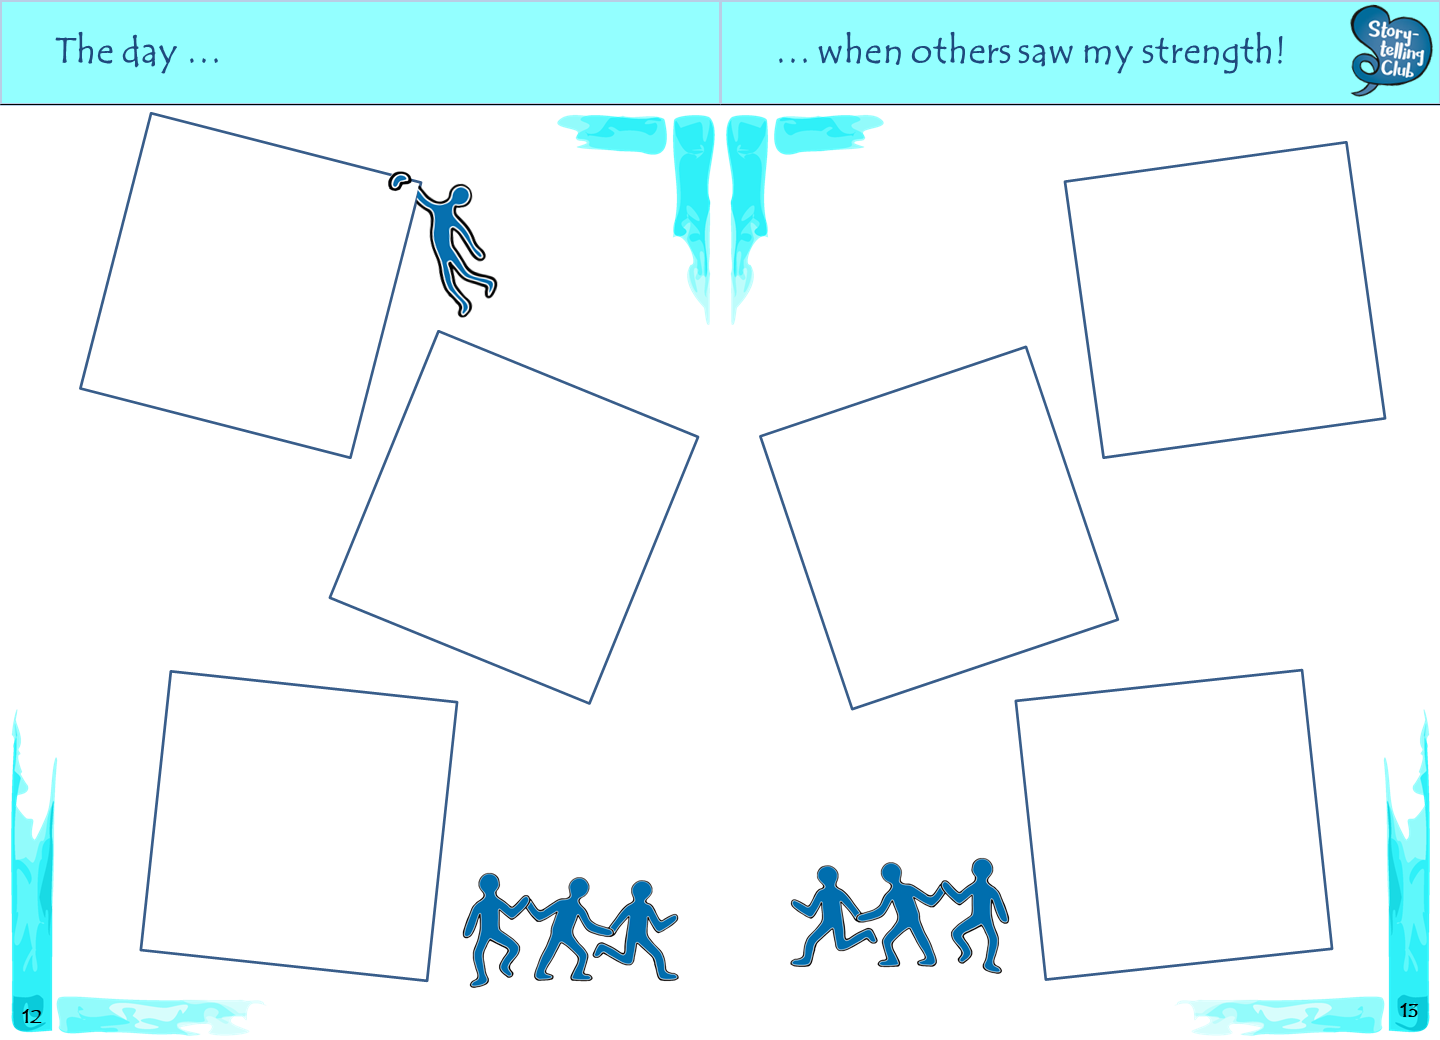 The day …
… when others saw my strength!
Story-
telling
Club
12
13